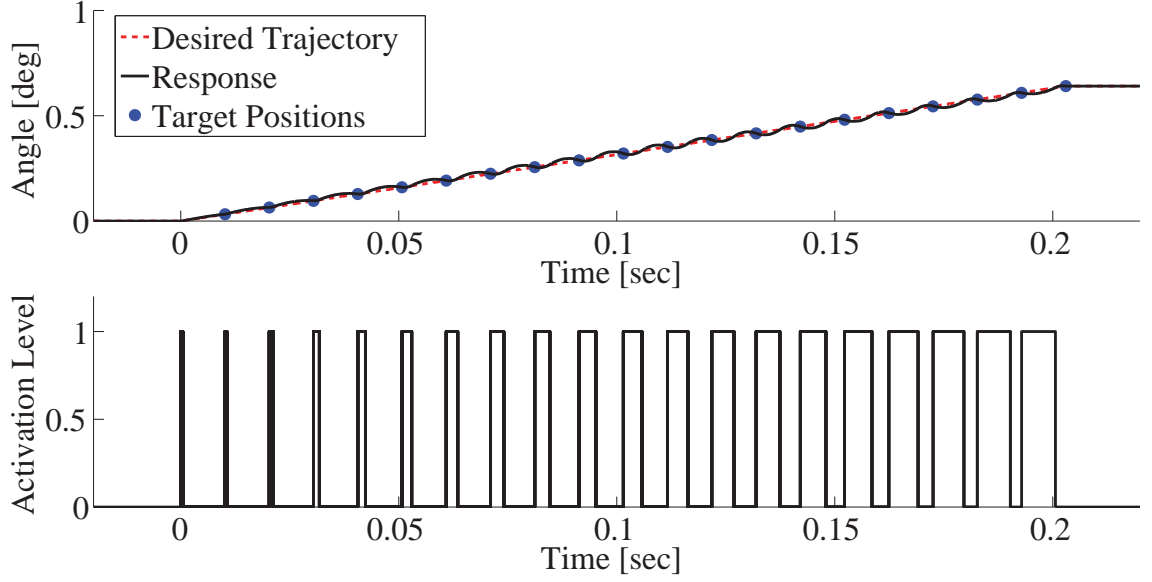 Angle [deg]
1
0.5
0
Desired Trajectory
Response
Target Positions
0
0.05
0.1
0.15
0.2
Time [sec]
Activation Level
1
0.5
0
0
0.05
0.1
0.15
0.2
Time [sec]